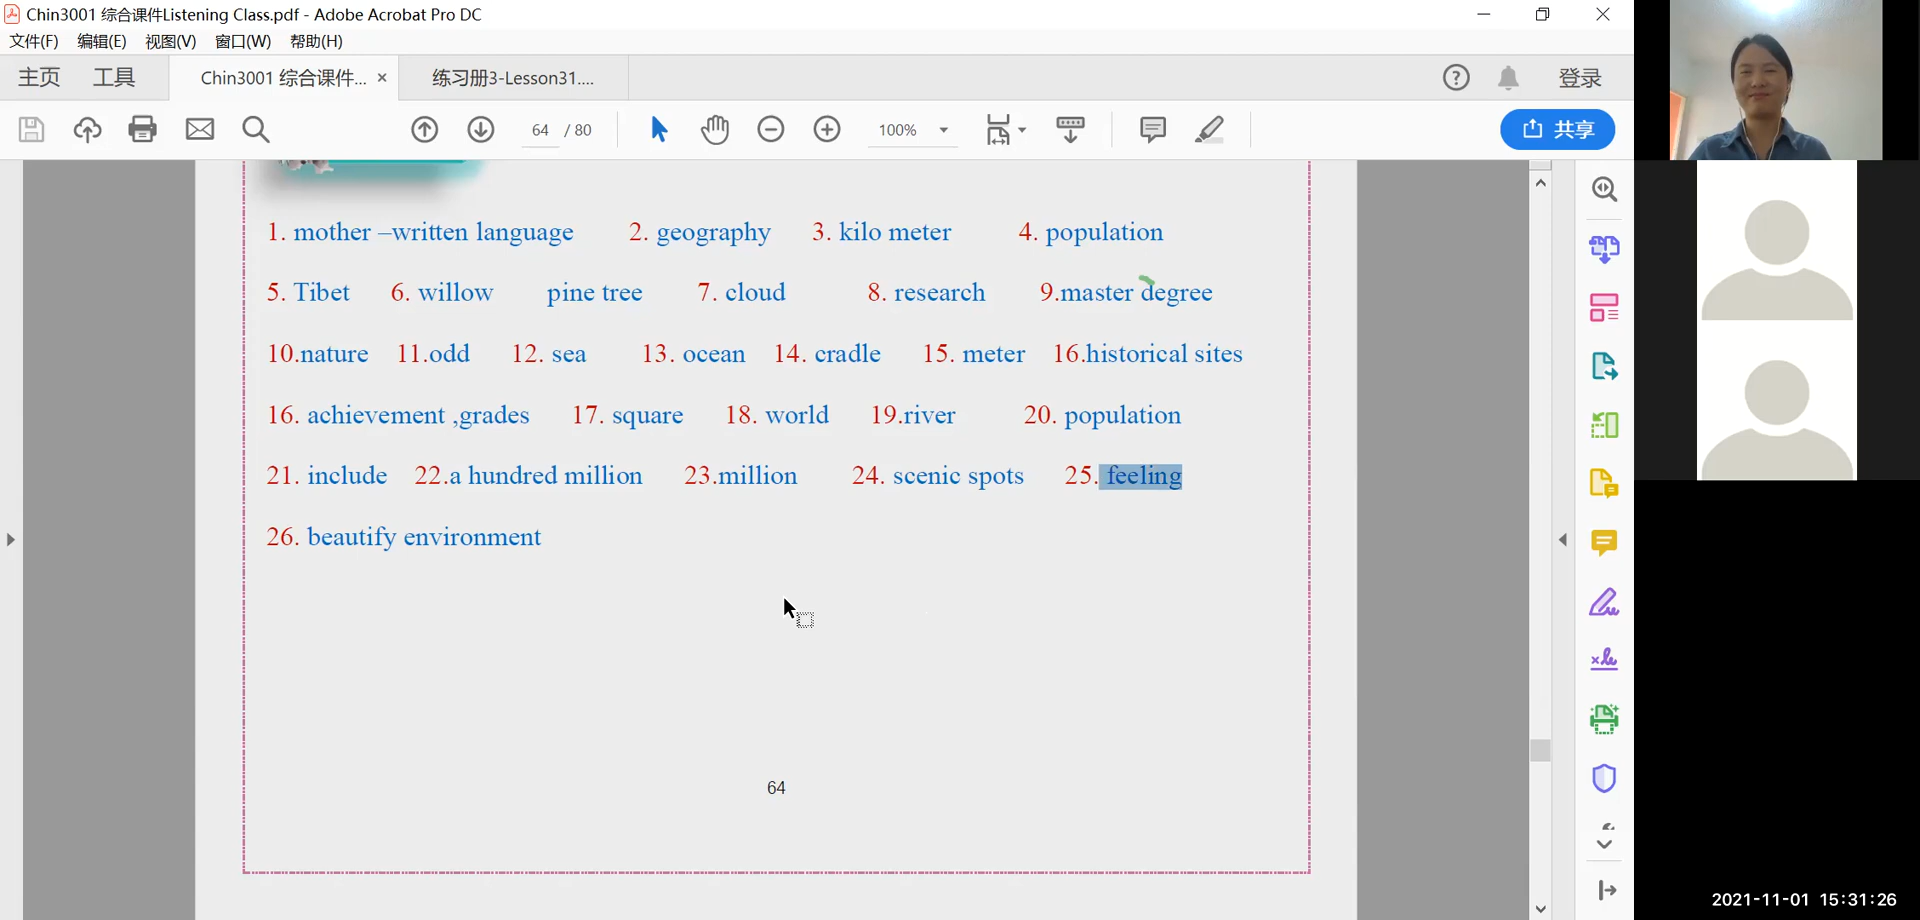 Chin3001 综合课件Listening Class.pdf - Adobe Acrobat Pro DC
文件(F) 编辑(E) 视图(V) 窗口(W) 帮助(H)
主页 工具 Chin3001 综合课件... × 练习册3-Lesson31.... 登录
64 / 80 100% 共享
1. mother –written language 2. geography 3. kilo meter 4. population
5. Tibet 6. willow pine tree 7. cloud 8. research 9.master degree
10.nature 11.odd 12. sea 13. ocean 14. cradle 15. meter 16.historical sites
16. achievement ,grades 17. square 18. world 19.river 20. population
21. include 22.a hundred million 23.million 24. scenic spots 25. feeling
26. beautify environment
64
2021-11-01 15:31:26